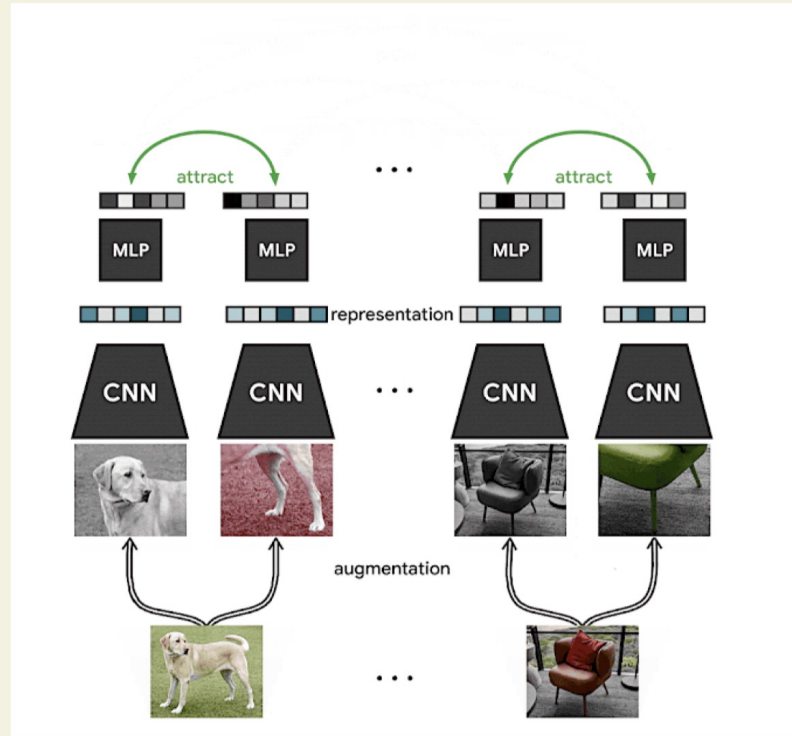 attract
attract
...
MLP
MLP
MLP
MLP
representation
CNN
CNN
...
CNN
CNN
augmentation
...